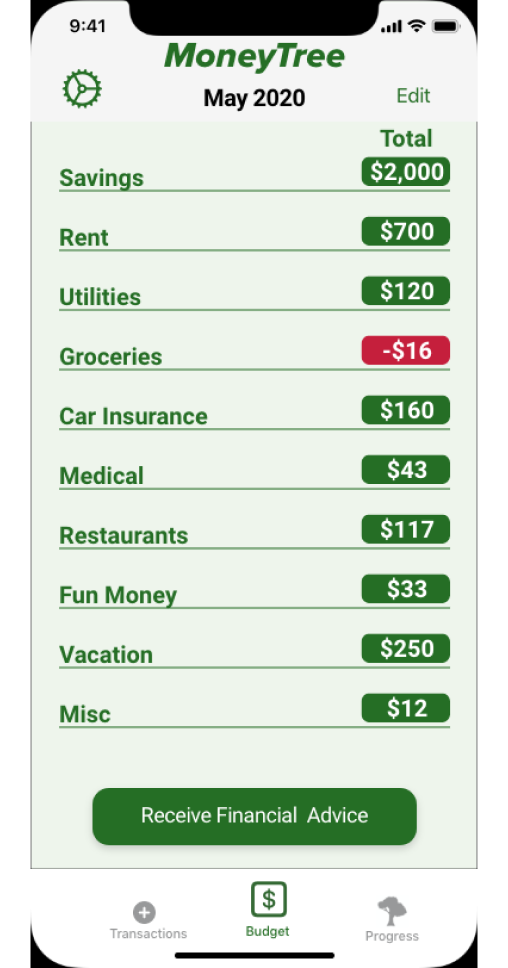 9:41
MoneyTree
May 2020
Edit
Total
Savings $2,000
Rent $700
Utilities $120
Groceries -$16
Car Insurance $160
Medical $43
Restaurants $117
Fun Money $33
Vacation $250
Misc $12
Receive Financial Advice
$
Transactions Budget Progress